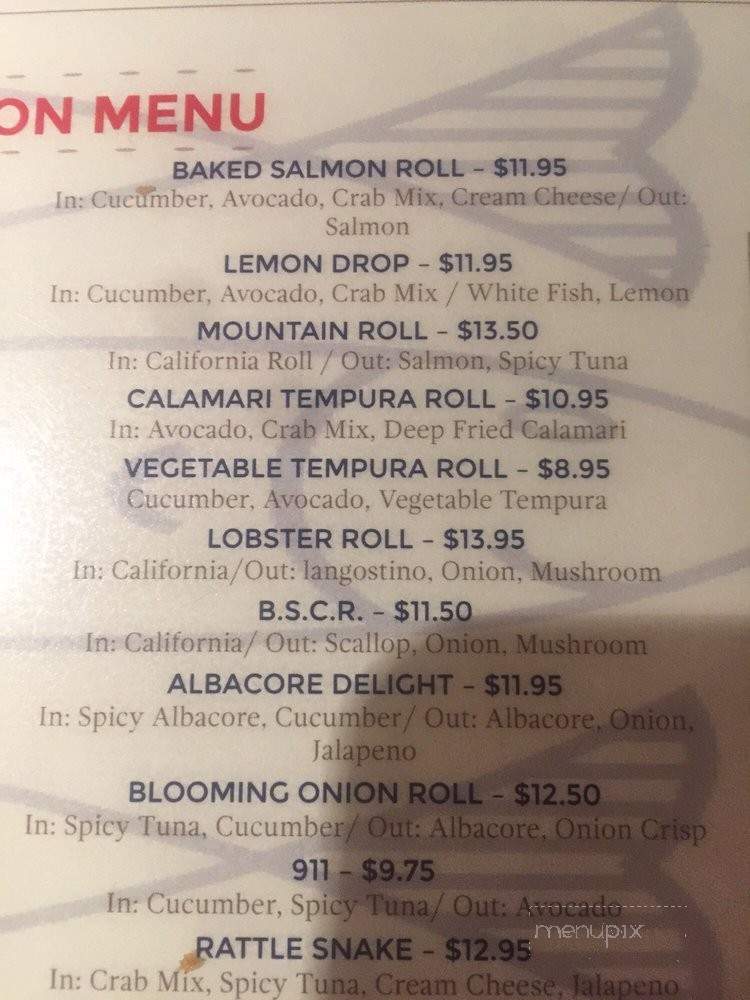 ON MENU
BAKED SALMON ROLL - $11.95
In: Cucumber, Avocado, Crab Mix, Cream Cheese/ Out:
Salmon
LEMON DROP - $11.95
In: Cucumber, Avocado, Crab Mix / White Fish, Lemon
MOUNTAIN ROLL - $13.50
In: California Roll / Out: Salmon, Spicy Tuna
CALAMARI TEMPURA ROLL - $10.95
In: Avocado, Crab Mix, Deep Fried Calamari
VEGETABLE TEMPURA ROLL - $8.95
Cucumber, Avocado, Vegetable Tempura
LOBSTER ROLL - $13.95
In: California/Out: langostino, Onion, Mushroom
B.S.C.R. - $11.50
In: California/ Out: Scallop, Onion, Mushroom
ALBACORE DELIGHT - $11.95
In: Spicy Albacore, Cucumber/ Out: Albacore, Onion,
Jalapeno
BLOOMING ONION ROLL - $12.50
In: Spicy Tuna, Cucumber/ Out: Albacore, Onion Crisp
911 - $9.75
In: Cucumber, Spicy Tuna/ Out: Avocado
menupix
RATTLE SNAKE - $12.95
In: Crab Mix, Spicy Tuna, Cream Cheese, Jalapeno